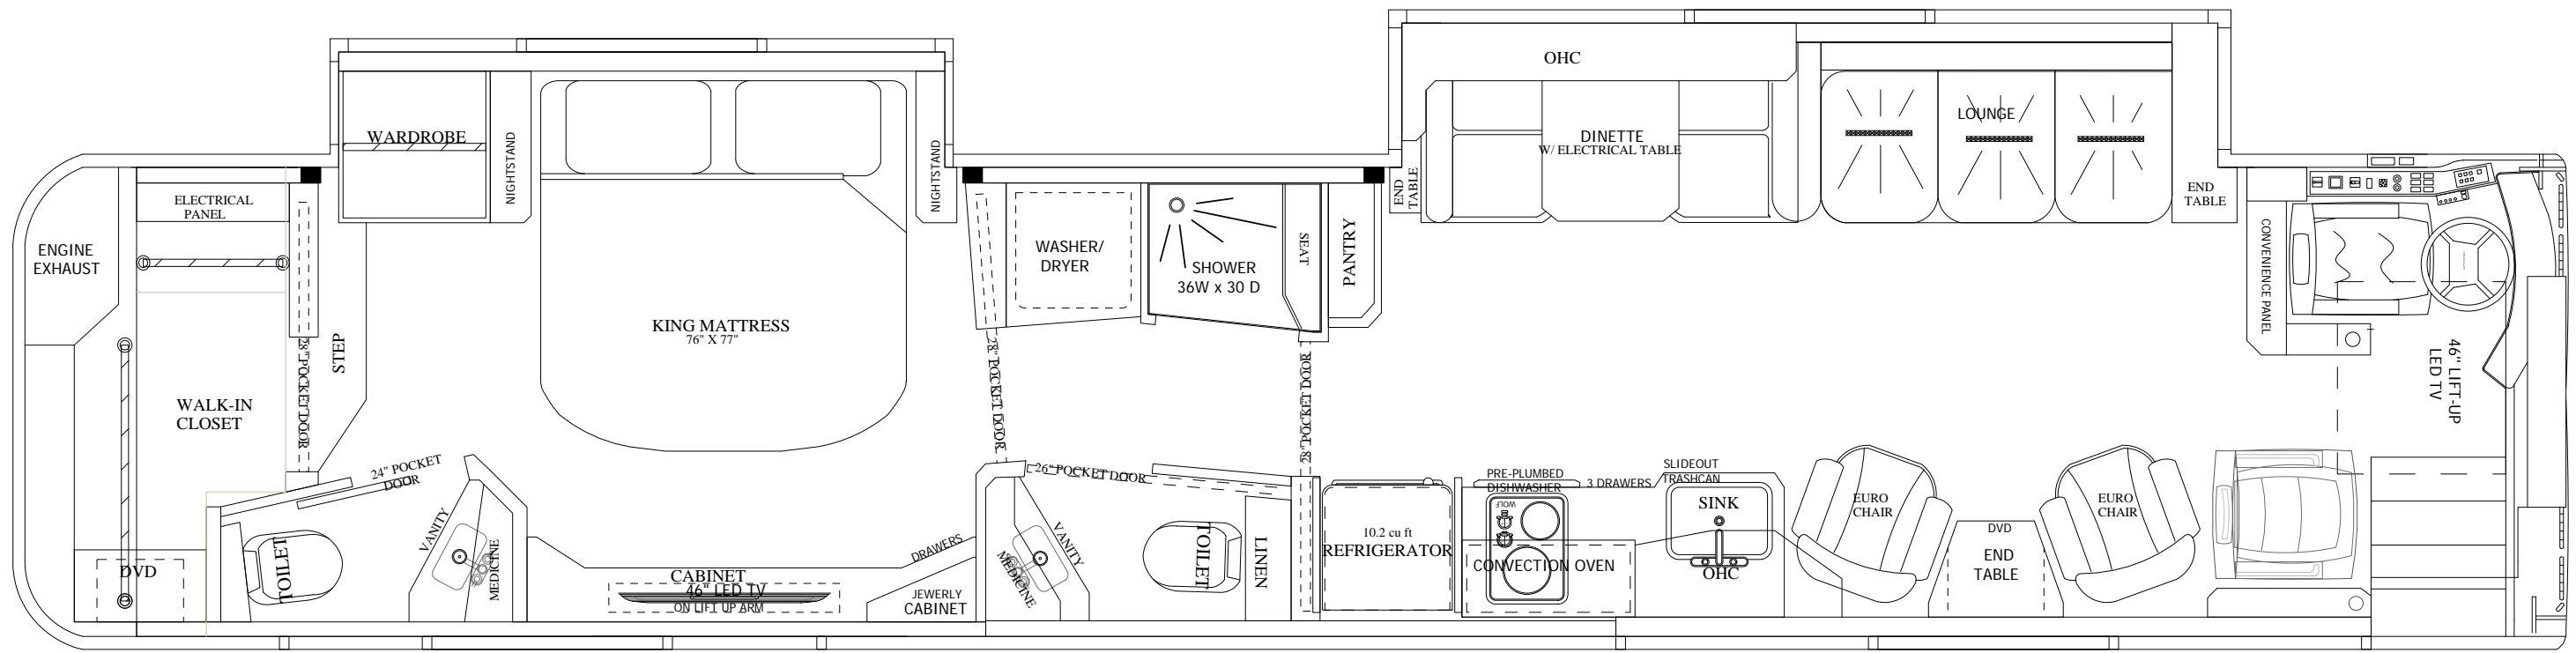 OHC
WARDROBE
NIGHTSTAND
NIGHTSTAND
DINETTE
W/ ELECTRICAL TABLE
LOUNGE
END
TABLE
END
TABLE
ELECTRICAL
PANEL
ENGINE
EXHAUST
WASHER/
DRYER
SHOWER
36W x 30 D
SEAT
PANTRY
CONVENIENCE PANEL
KING MATTRESS
76" X 77"
STEP
28" POCKET DOOR
28" POCKET DOOR
28" POCKET DOOR
46" LIFT-UP
LED TV
WALK-IN
CLOSET
24" POCKET
DOOR
26" POCKET DOOR
VANITY
MEDICINE
TOILET
DVD
CABINET
46" LED TV
ON LIFT UP ARM
DRAWERS
JEWERLY
CABINET
VANITY
MEDICINE
TOILET
LINEN
10.2 cu ft
REFRIGERATOR
PRE-PLUMBED
DISHWASHER
WOLF
3 DRAWERS
SLIDEOUT
TRASHCAN
CONVECTION OVEN
SINK
OHC
EURO
CHAIR
DVD
END
TABLE
EURO
CHAIR